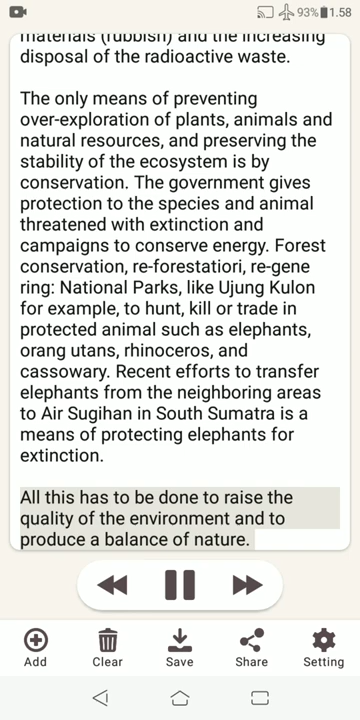 93% 1.58
materials (rubbish) and the increasing
disposal of the radioactive waste.
The only means of preventing
over-exploration of plants, animals and
natural resources, and preserving the
stability of the ecosystem is by
conservation. The government gives
protection to the species and animal
threatened with extinction and
campaigns to conserve energy. Forest
conservation, re-forestatiori, re-gene
ring: National Parks, like Ujung Kulon
for example, to hunt, kill or trade in
protected animal such as elephants,
orang utans, rhinoceros, and
cassowary. Recent efforts to transfer
elephants from the neighboring areas
to Air Sugihan in South Sumatra is a
means of protecting elephants for
extinction.
All this has to be done to raise the
quality of the environment and to
produce a balance of nature.
Add Clear Save Share Setting